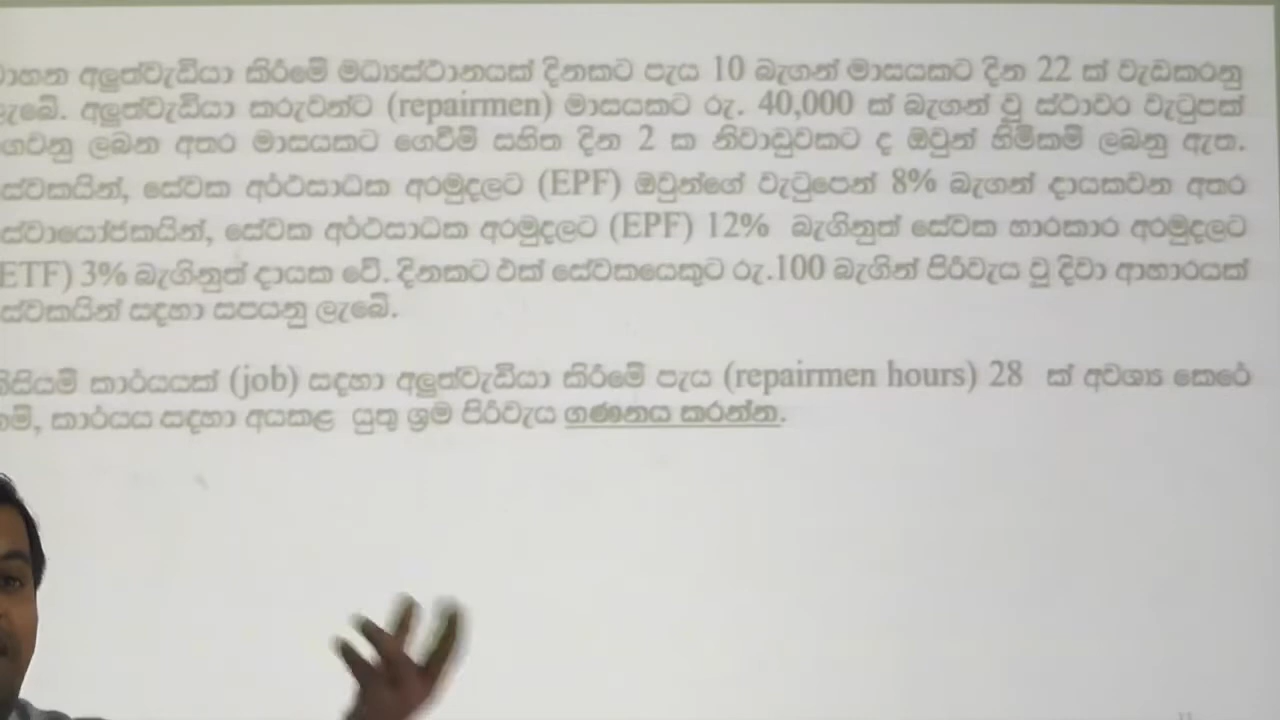 වාහන අලුත්වැඩියා කිරීමේ මධ්‍යස්ථානයක් දිනකට පැය 10 බැගින් මාසයකට දින 22 ක් වැඩකරනු
ලැබේ. අලුත්වැඩියා කරුවන්ට (repairmen) මාසයකට රු. 40,000 ක් බැගින් වූ ස්ථාවර වැටුපක්
ගෙවනු ලබන අතර මාසයකට ගෙවීම් සහිත දින 2 ක නිවාඩුවකට ද ඔවුන් හිමිකම් ලබනු ඇත.
සේවකයින්, සේවක අර්ථසාධක අරමුදලට (EPF) ඔවුන්ගේ වැටුපෙන් 8% බැගින් දායකවන අතර
ස්වායෝජකයින්, සේවක අර්ථසාධක අරමුදලට (EPF) 12% බැගිනුත් සේවක භාරකාර අරමුදලට
ETF) 3% බැගිනුත් දායක වේ. දිනකට එක් සේවකයෙකුට රු.100 බැගින් පිරිවැය වූ දිවා ආහාරයක්
සේවකයින් සඳහා සපයනු ලැබේ.
කිසියම් කාර්යයක් (job) සඳහා අලුත්වැඩියා කිරීමේ පැය (repairmen hours) 28 ක් අවශ්‍ය කෙරේ
නම්, කාර්යය සඳහා අයකළ යුතු ශ්‍රම පිරිවැය ගණනය කරන්න.